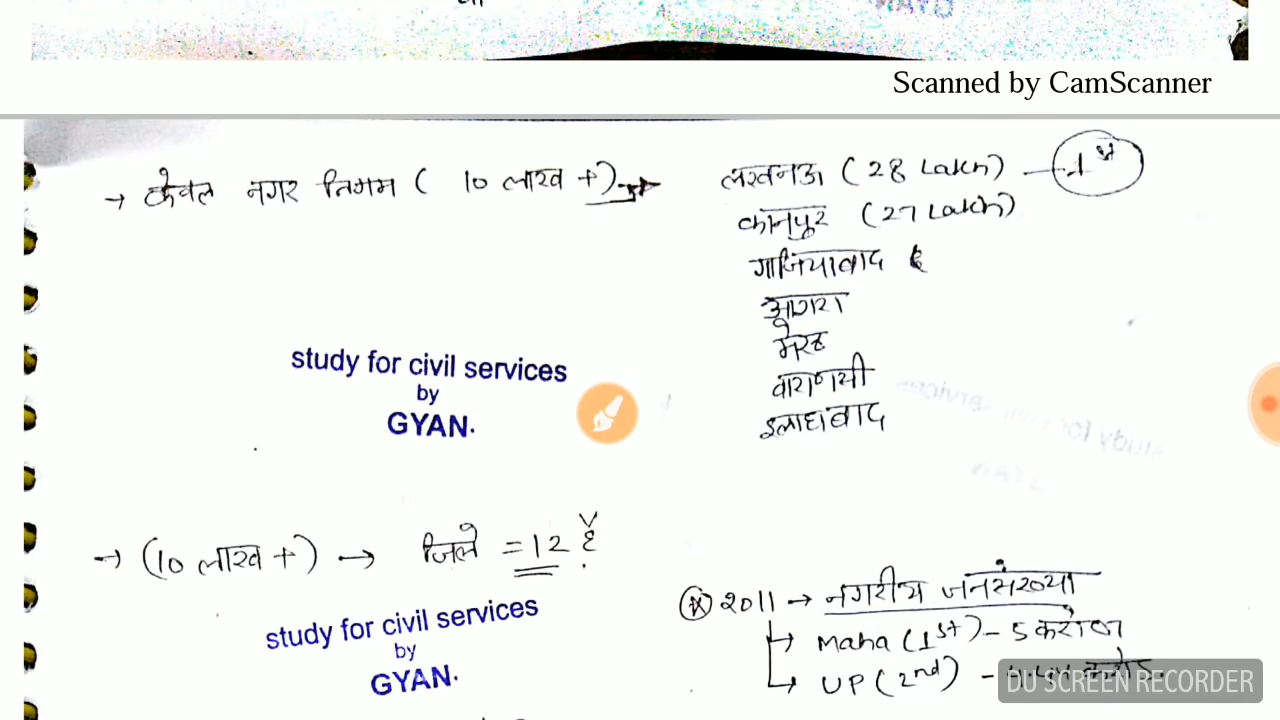 Scanned by CamScanner
→ केवल नगर निगम ( 10 लाख +) →
लखनऊ (28 Lakh) — 1st
कानपुर (27 Lakh)
गाजियाबाद
आगरा
मेरठ
वाराणसी
इलाहाबाद
study for civil services
by
GYAN.
→ (10 लाख +) → जिले = 12 है
2011 → नगरीय जनसंख्या
→ Maha (1st) - 5 करोड़
→ UP (2nd) -
study for civil services
by
GYAN.
DU SCREEN RECORDER